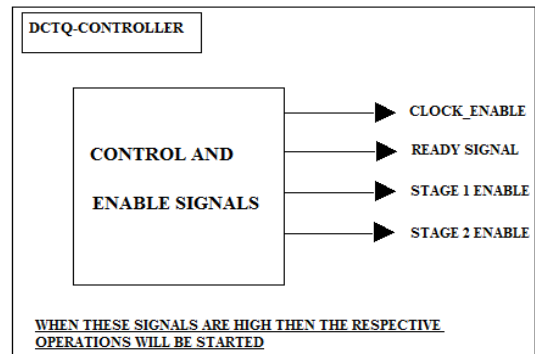 DCTQ-CONTROLLER
CONTROL AND
ENABLE SIGNALS
CLOCK_ENABLE
READY SIGNAL
STAGE 1 ENABLE
STAGE 2 ENABLE
WHEN THESE SIGNALS ARE HIGH THEN THE RESPECTIVE
OPERATIONS WILL BE STARTED